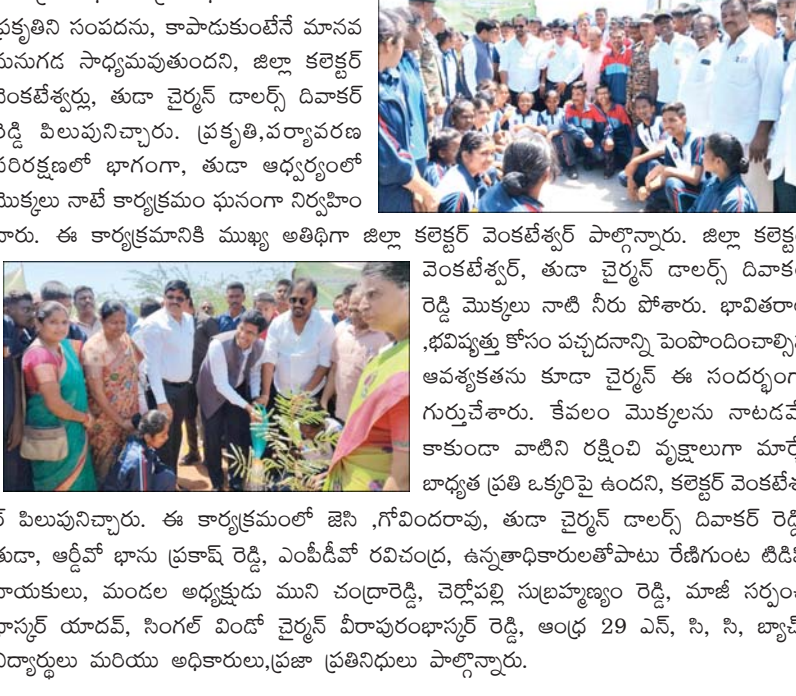 ప్రకృతిని సంపదను, కాపాడుకుంటేనే మానవ
మనుగడ సాధ్యమవుతుందని, జిల్లా కలెక్టర్
వెంకటేశ్వర్లు, తుడా చైర్మన్ డాలర్స్ దివాకర్
రెడ్డి పిలుపునిచ్చారు. ప్రకృతి,వర్యావరణ
పరిరక్షణలో భాగంగా, తుడా ఆధ్వర్యంలో
మొక్కలు నాటే కార్యక్రమం ఘనంగా నిర్వహిం
చారు. ఈ కార్యక్రమానికి ముఖ్య అతిథిగా జిల్లా కలెక్టర్ వెంకటేశ్వర్ పాల్గొన్నారు. జిల్లా కలెక్టర్
వెంకటేశ్వర్, తుడా చైర్మన్ డాలర్స్ దివాకర్
రెడ్డి మొక్కలు నాటి నీరు పోశారు. భావితరాల
,భవిష్యత్తు కోసం పచ్చదనాన్ని పెంపొందించాల్సిన
ఆవశ్యకతను కూడా చైర్మన్ ఈ సందర్భంగా
గుర్తుచేశారు. కేవలం మొక్కలను నాటడమే
కాకుండా వాటిని రక్షించి వృక్షాలుగా మార్చే
బాధ్యత ప్రతి ఒక్కరిపై ఉందని, కలెక్టర్ వెంకటేశ్వ
ర్ పిలుపునిచ్చారు. ఈ కార్యక్రమంలో జెసి ,గోవిందరావు, తుడా చైర్మన్ డాలర్స్ దివాకర్ రెడ్డి
తుడా, ఆర్డీవో భాను ప్రకాష్ రెడ్డి, ఎంపీడీవో రవిచంద్ర, ఉన్నతాధికారులతోపాటు రేణిగుంట టిడిపి
నాయకులు, మండల అధ్యక్షుడు ముని చంద్రారెడ్డి, చెర్లోపల్లి సుబ్రహ్మణ్యం రెడ్డి, మాజీ సర్పంచ్
భాస్కర్ యాదవ్, సింగల్ విండో చైర్మన్ వీరాపురంభాస్కర్ రెడ్డి, ఆంధ్ర 29 ఎన్, సి, సి, బ్యాచ్
విద్యార్థులు మరియు అధికారులు,ప్రజా ప్రతినిధులు పాల్గొన్నారు.